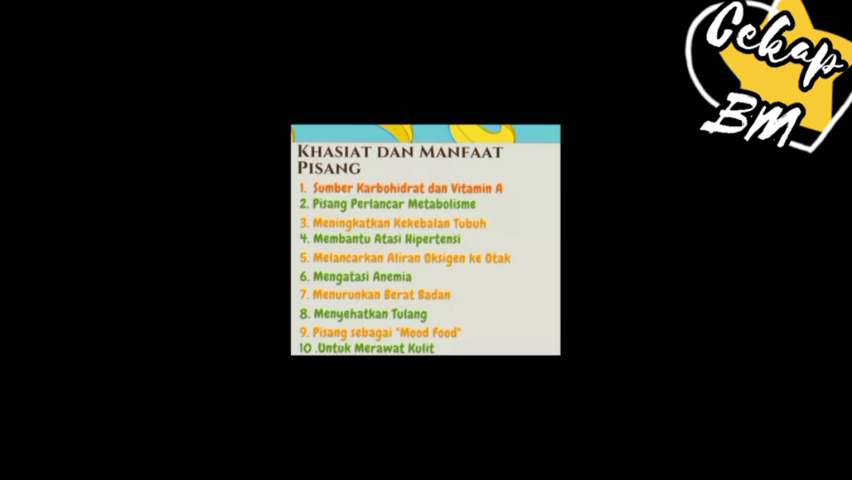 Cekap
BM
KHASIAT DAN MANFAAT
PISANG
1. Sumber Karbohidrat dan Vitamin A
2. Pisang Perlancar Metabolisme
3. Meningkatkan Kekebalan Tubuh
4. Membantu Atasi Hipertensi
5. Melancarkan Aliran Oksigen ke Otak
6. Mengatasi Anemia
7. Menurunkan Berat Badan
8. Menyehatkan Tulang
9. Pisang sebagai "Mood Food"
10 .Untuk Merawat Kulit